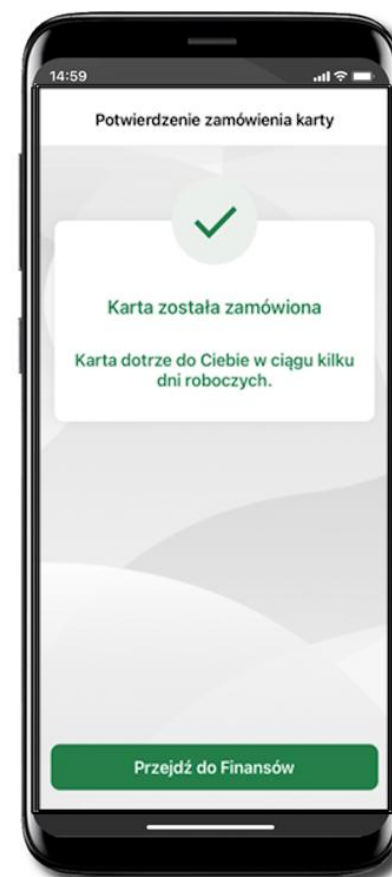 14:59
Potwierdzenie zamówienia karty
Karta została zamówiona
Karta dotrze do Ciebie w ciągu kilku
dni roboczych.
Przejdź do Finansów